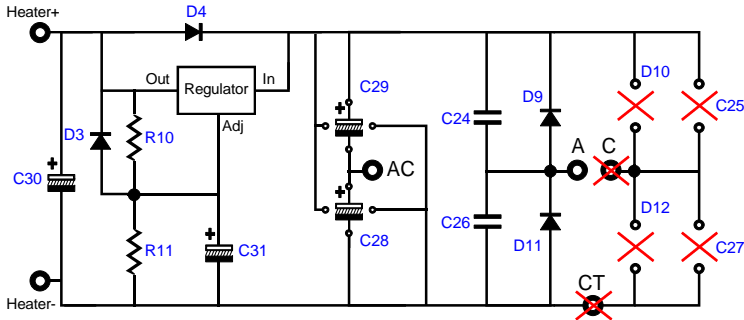 Heater+
D4
D10
Out
Regulator
In
C29
+
C24
D9
C25
D3
R10
Adj
A
C
+
C30
AC
+
D12
R11
+
C31
C28
C26
D11
C27
CT
Heater-